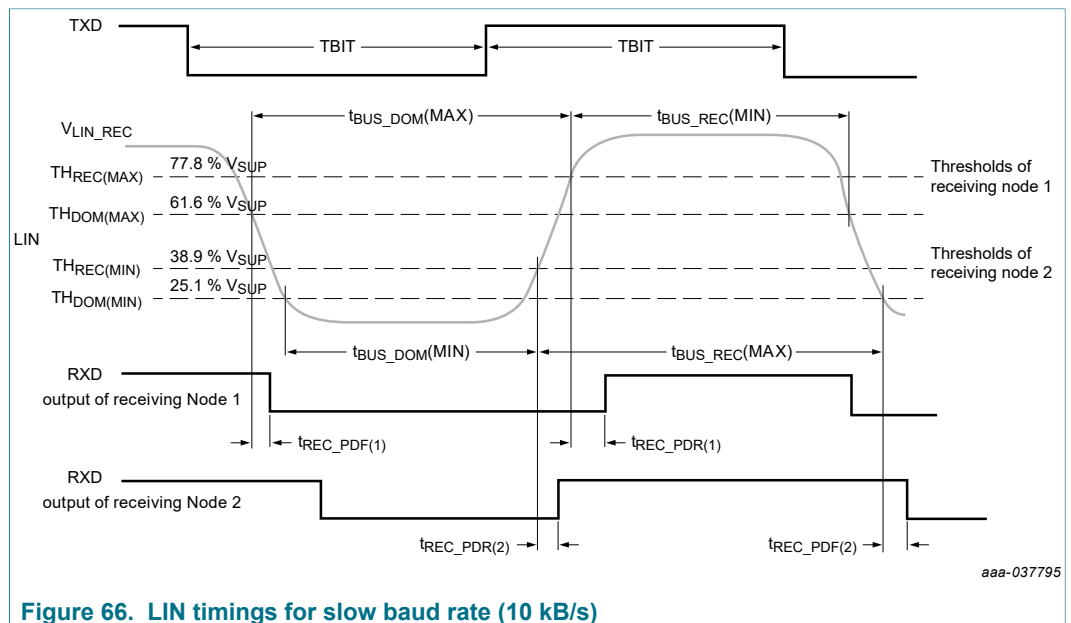 TXD
TBIT
TBIT
tBUS_DOM(MAX)
tBUS_REC(MIN)
VLIN_REC
THREC(MAX)
77.8 % VSUP
Thresholds of
receiving node 1
THDOM(MAX)
61.6 % VSUP
LIN
THREC(MIN)
38.9 % VSUP
Thresholds of
receiving node 2
THDOM(MIN)
25.1 % VSUP
tBUS_DOM(MIN)
tBUS_REC(MAX)
RXD
output of receiving Node 1
tREC_PDF(1)
tREC_PDR(1)
RXD
output of receiving Node 2
tREC_PDR(2)
tREC_PDF(2)
aaa-037795
Figure 66. LIN timings for slow baud rate (10 kB/s)